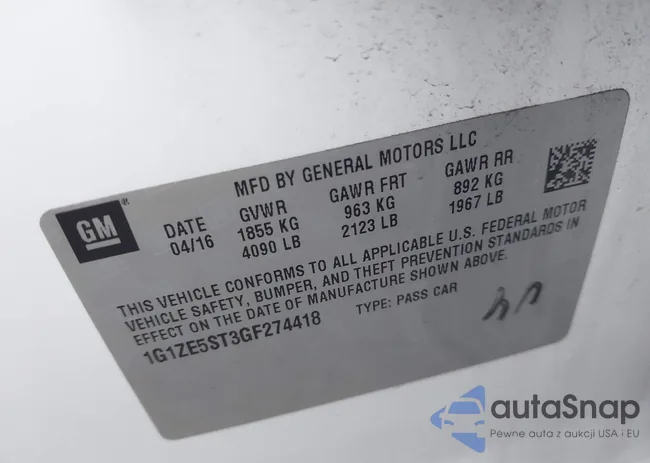 MFD BY GENERAL MOTORS LLC
GM®
DATE GVWR GAWR FRT GAWR RR
04/16 1855 KG 963 KG 892 KG
4090 LB 2123 LB 1967 LB
THIS VEHICLE CONFORMS TO ALL APPLICABLE U.S. FEDERAL MOTOR
VEHICLE SAFETY, BUMPER, AND THEFT PREVENTION STANDARDS IN
EFFECT ON THE DATE OF MANUFACTURE SHOWN ABOVE.
1G1ZE5ST3GF274418 TYPE: PASS CAR
autaSnap
Pewne auta z aukcji USA i EU